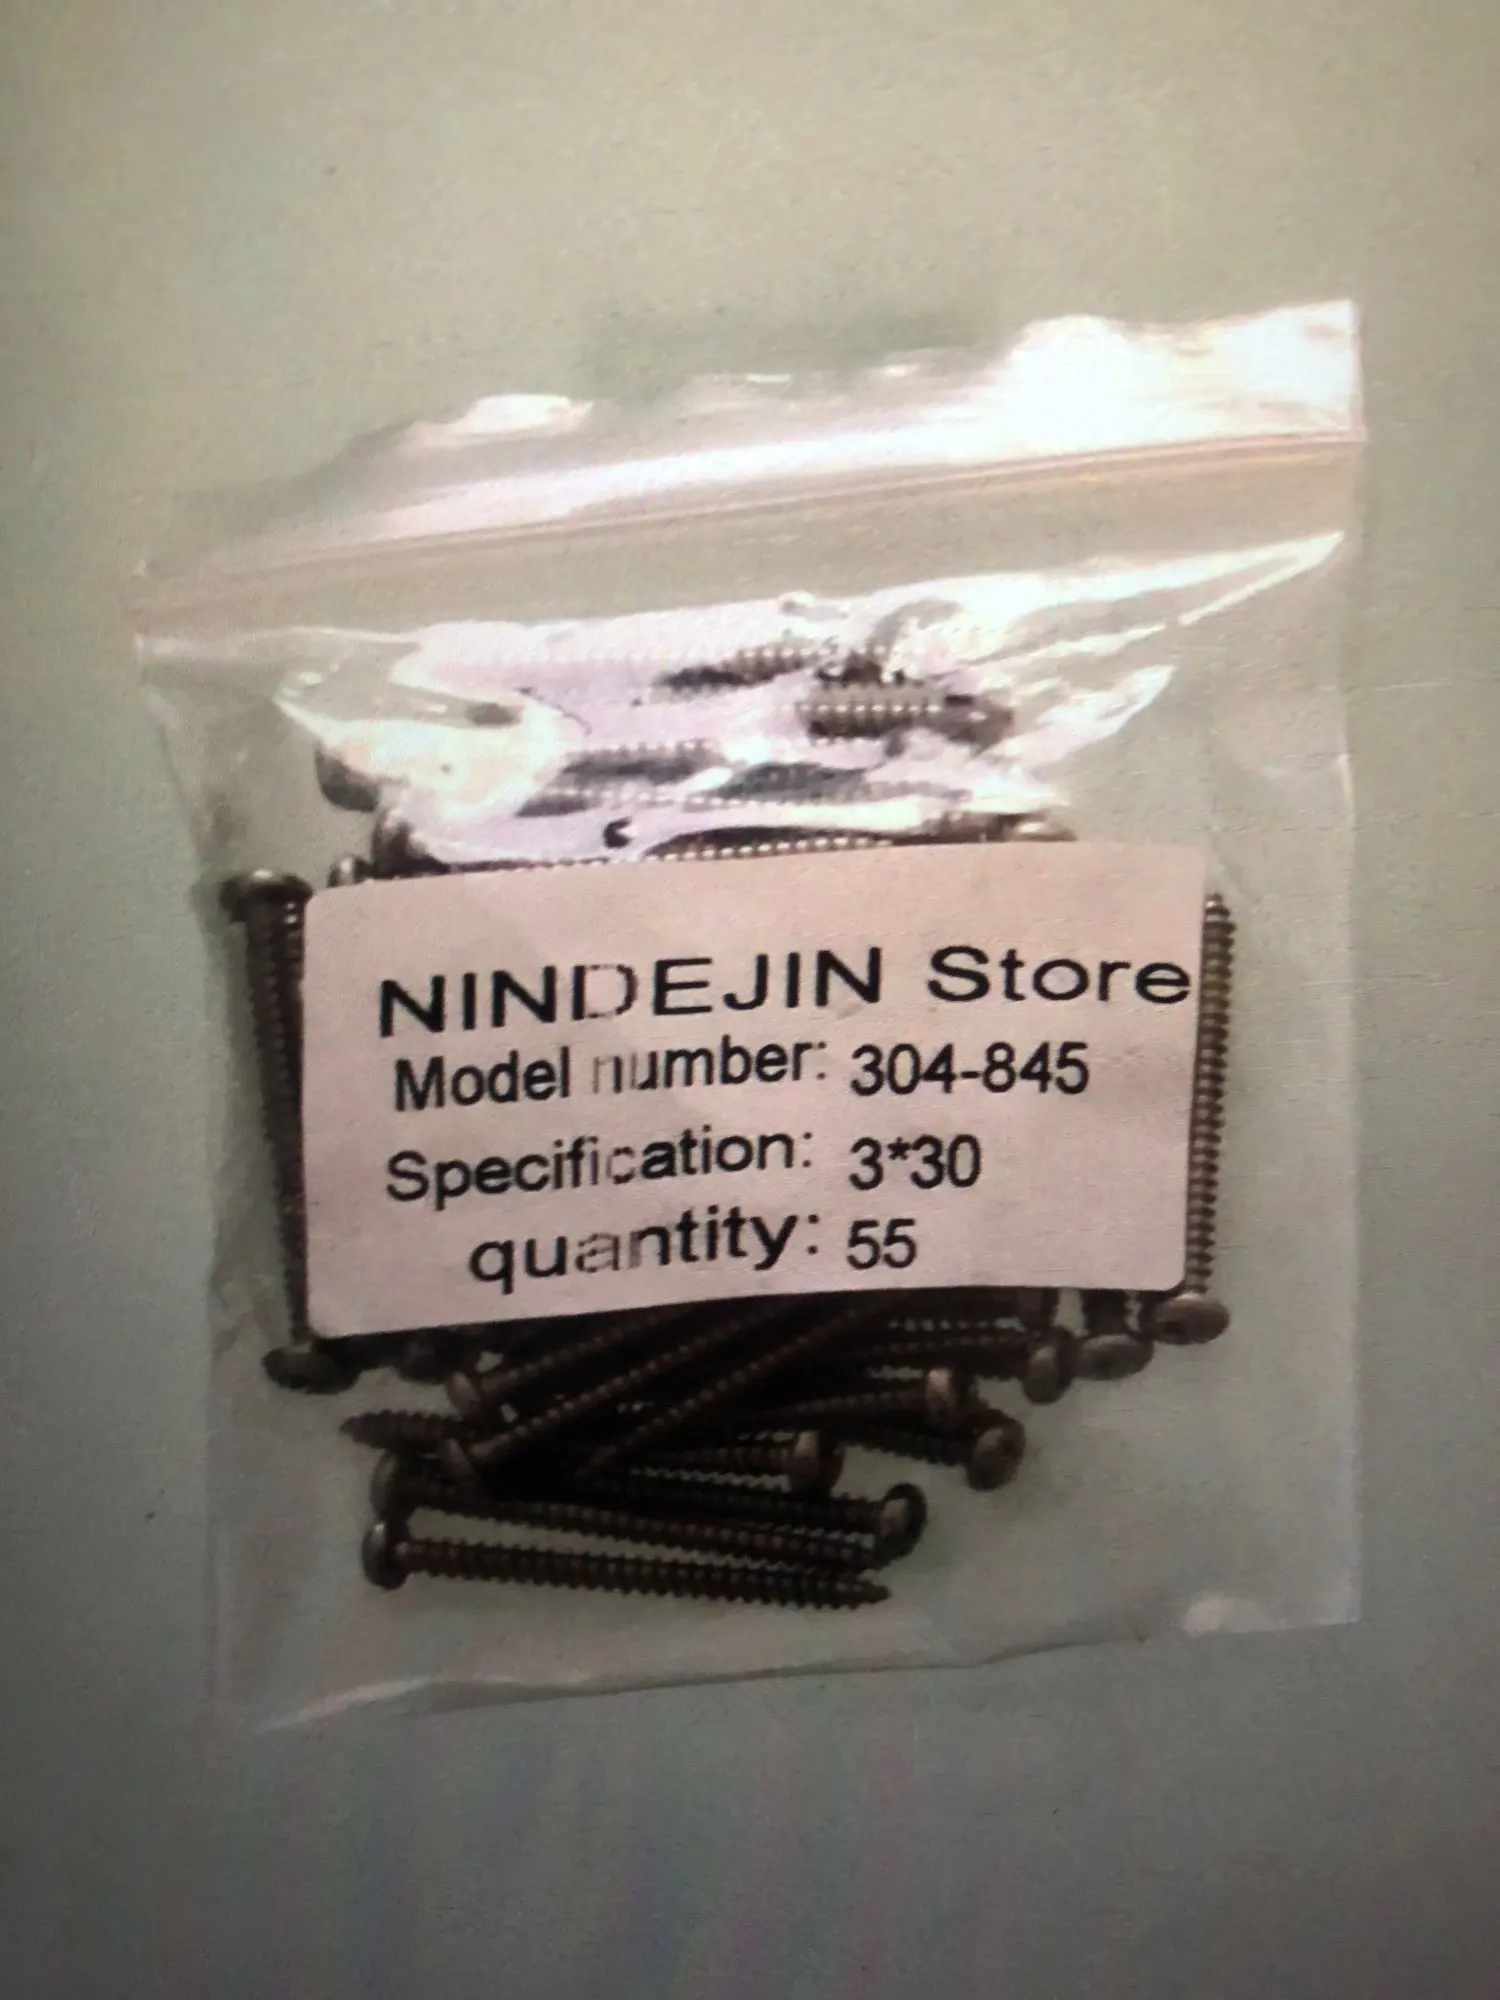 NINDEJIN Store
Model number: 304-845
Specification: 3*30
quantity: 55